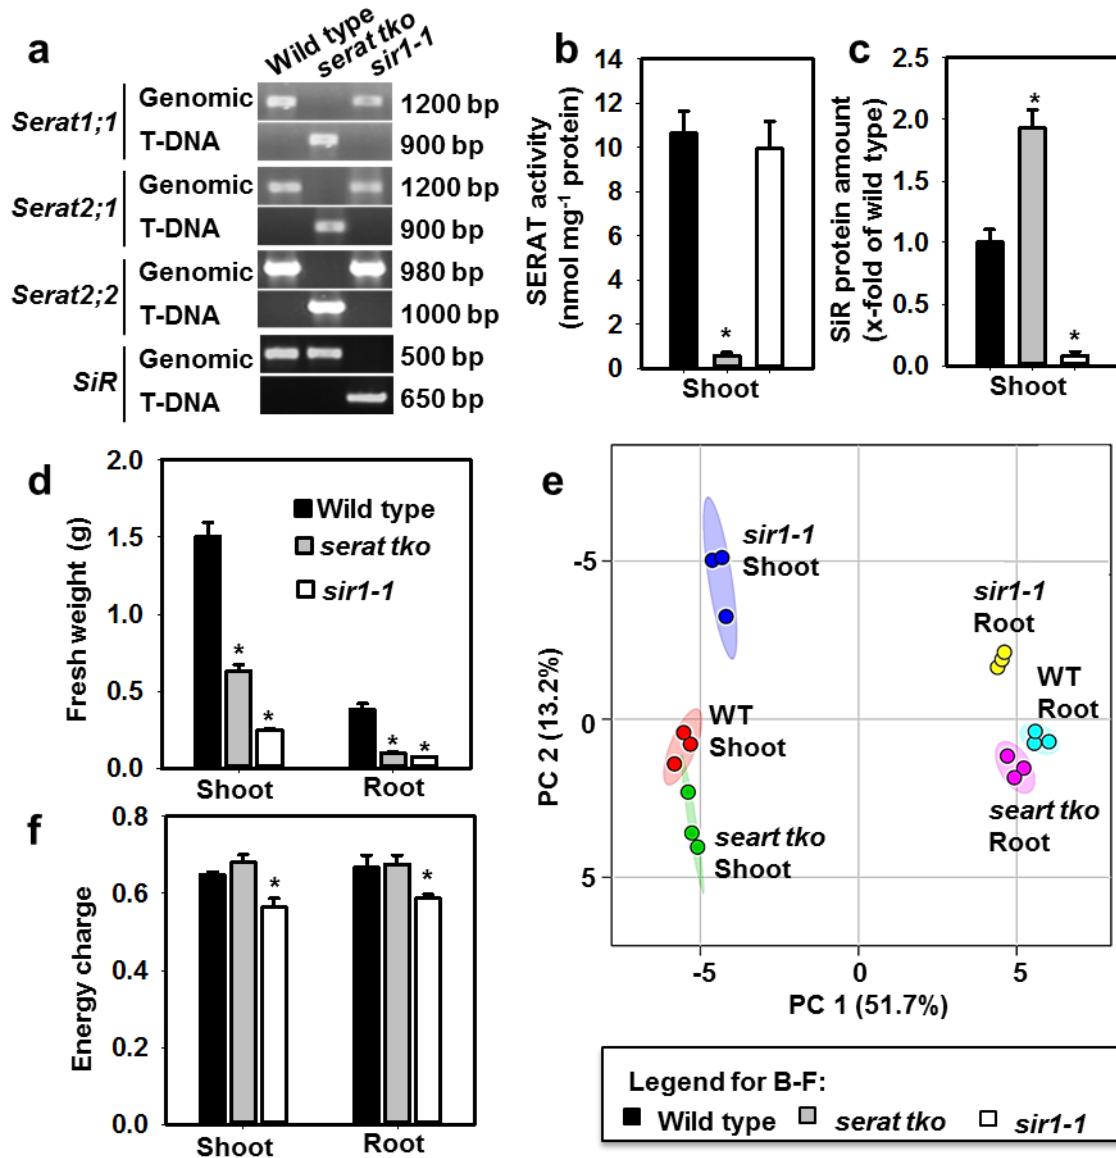 a
Wild type
serat tko
sir1-1
Serat1;1
Genomic
1200 bp
T-DNA
900 bp
Serat2;1
Genomic
1200 bp
T-DNA
900 bp
Serat2;2
Genomic
980 bp
T-DNA
1000 bp
SiR
Genomic
500 bp
T-DNA
650 bp
b
SERAT activity
(nmol mg⁻¹ protein)
14
12
10
8
6
4
2
0
*
Shoot
c
SiR protein amount
(x-fold of wild type)
2.5
2.0
1.5
1.0
0.5
0.0
*
*
Shoot
d
Fresh weight (g)
2.0
1.5
1.0
0.5
0.0
Wild type
serat tko
sir1-1
*
*
*
*
Shoot
Root
e
PC 2 (13.2%)
-5
0
5
sir1-1
Shoot
sir1-1
Root
WT
Shoot
WT
Root
seart tko
Shoot
seart tko
Root
-5
0
5
PC 1 (51.7%)
f
Energy charge
0.8
0.6
0.4
0.2
0.0
*
*
Shoot
Root
Legend for B-F:
Wild type
serat tko
sir1-1